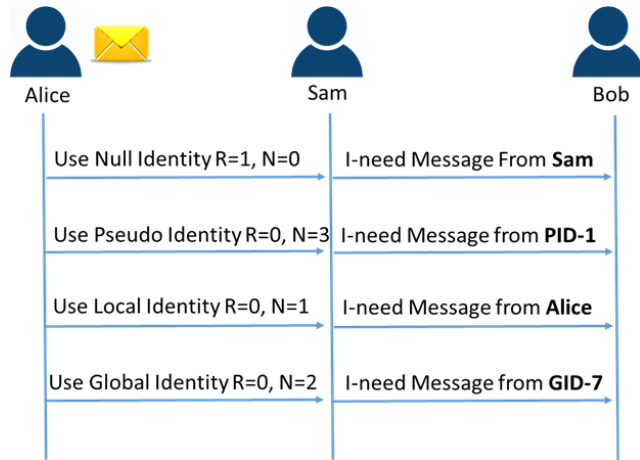 Alice
Sam
Bob
Use Null Identity R=1, N=0
I-need Message From Sam
Use Pseudo Identity R=0, N=3
I-need Message from PID-1
Use Local Identity R=0, N=1
I-need Message from Alice
Use Global Identity R=0, N=2
I-need Message from GID-7